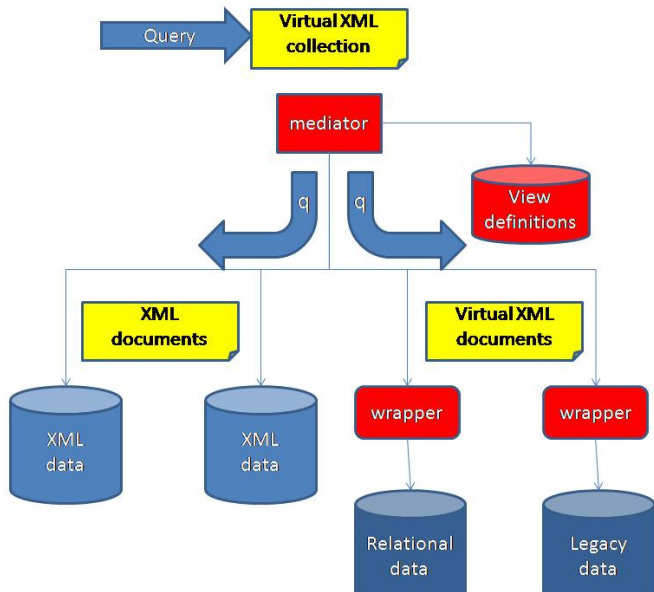 Query
Virtual XML
collection
mediator
q
q
View
definitions
XML
documents
Virtual XML
documents
wrapper
wrapper
XML
data
XML
data
Relational
data
Legacy
data